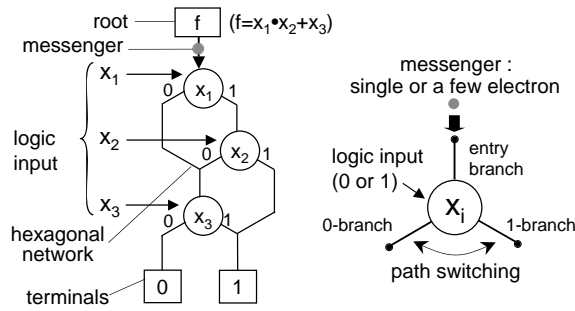 root
f
(f=x₁•x₂+x₃)
messenger
x₁
0
x₁
1
logic
input
x₂
0
x₂
1
x₃
0
x₃
1
hexagonal
network
terminals
0
1
messenger :
single or a few electron
entry
branch
logic input
(0 or 1)
xᵢ
0-branch
1-branch
path switching